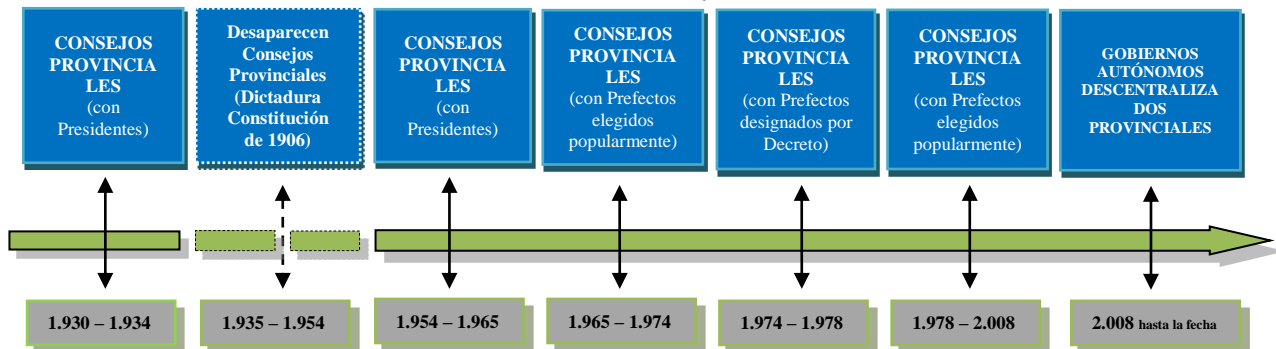 CONSEJOS
PROVINCIA
LES
(con
Presidentes)
Desaparecen
Consejos
Provinciales
(Dictadura
Constitución
de 1906)
CONSEJOS
PROVINCIA
LES
(con
Presidentes)
CONSEJOS
PROVINCIA
LES
(con Prefectos
elegidos
popularmente)
CONSEJOS
PROVINCIA
LES
(con Prefectos
designados por
Decreto)
CONSEJOS
PROVINCIA
LES
(con Prefectos
elegidos
popularmente)
GOBIERNOS
AUTÓNOMOS
DESCENTRALIZA
DOS
PROVINCIALES
1.930 – 1.934
1.935 – 1.954
1.954 – 1.965
1.965 – 1.974
1.974 – 1.978
1.978 – 2.008
2.008 hasta la fecha